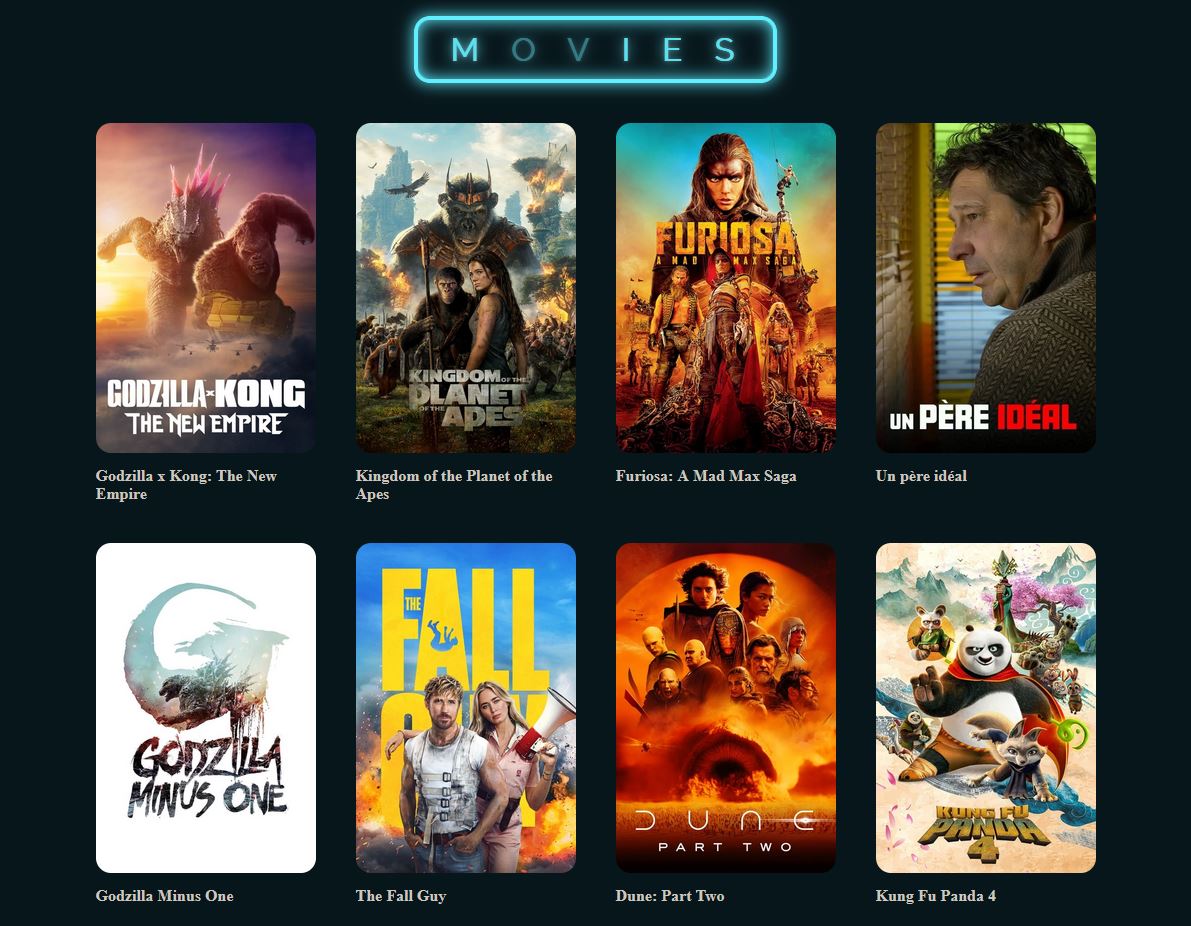 MOVIES
GODZILLA x KONG
THE NEW EMPIRE
KINGDOM OF THE
PLANET
OF THE APES
FURIOSA
A MAD MAX SAGA
UN PÈRE IDÉAL
Godzilla x Kong: The New
Empire
Kingdom of the Planet of the
Apes
Furiosa: A Mad Max Saga
Un père idéal
GODZILLA
MINUS ONE
THE
FALL
GUY
DUNE
PART TWO
KUNG FU
PANDA
4
Godzilla Minus One
The Fall Guy
Dune: Part Two
Kung Fu Panda 4